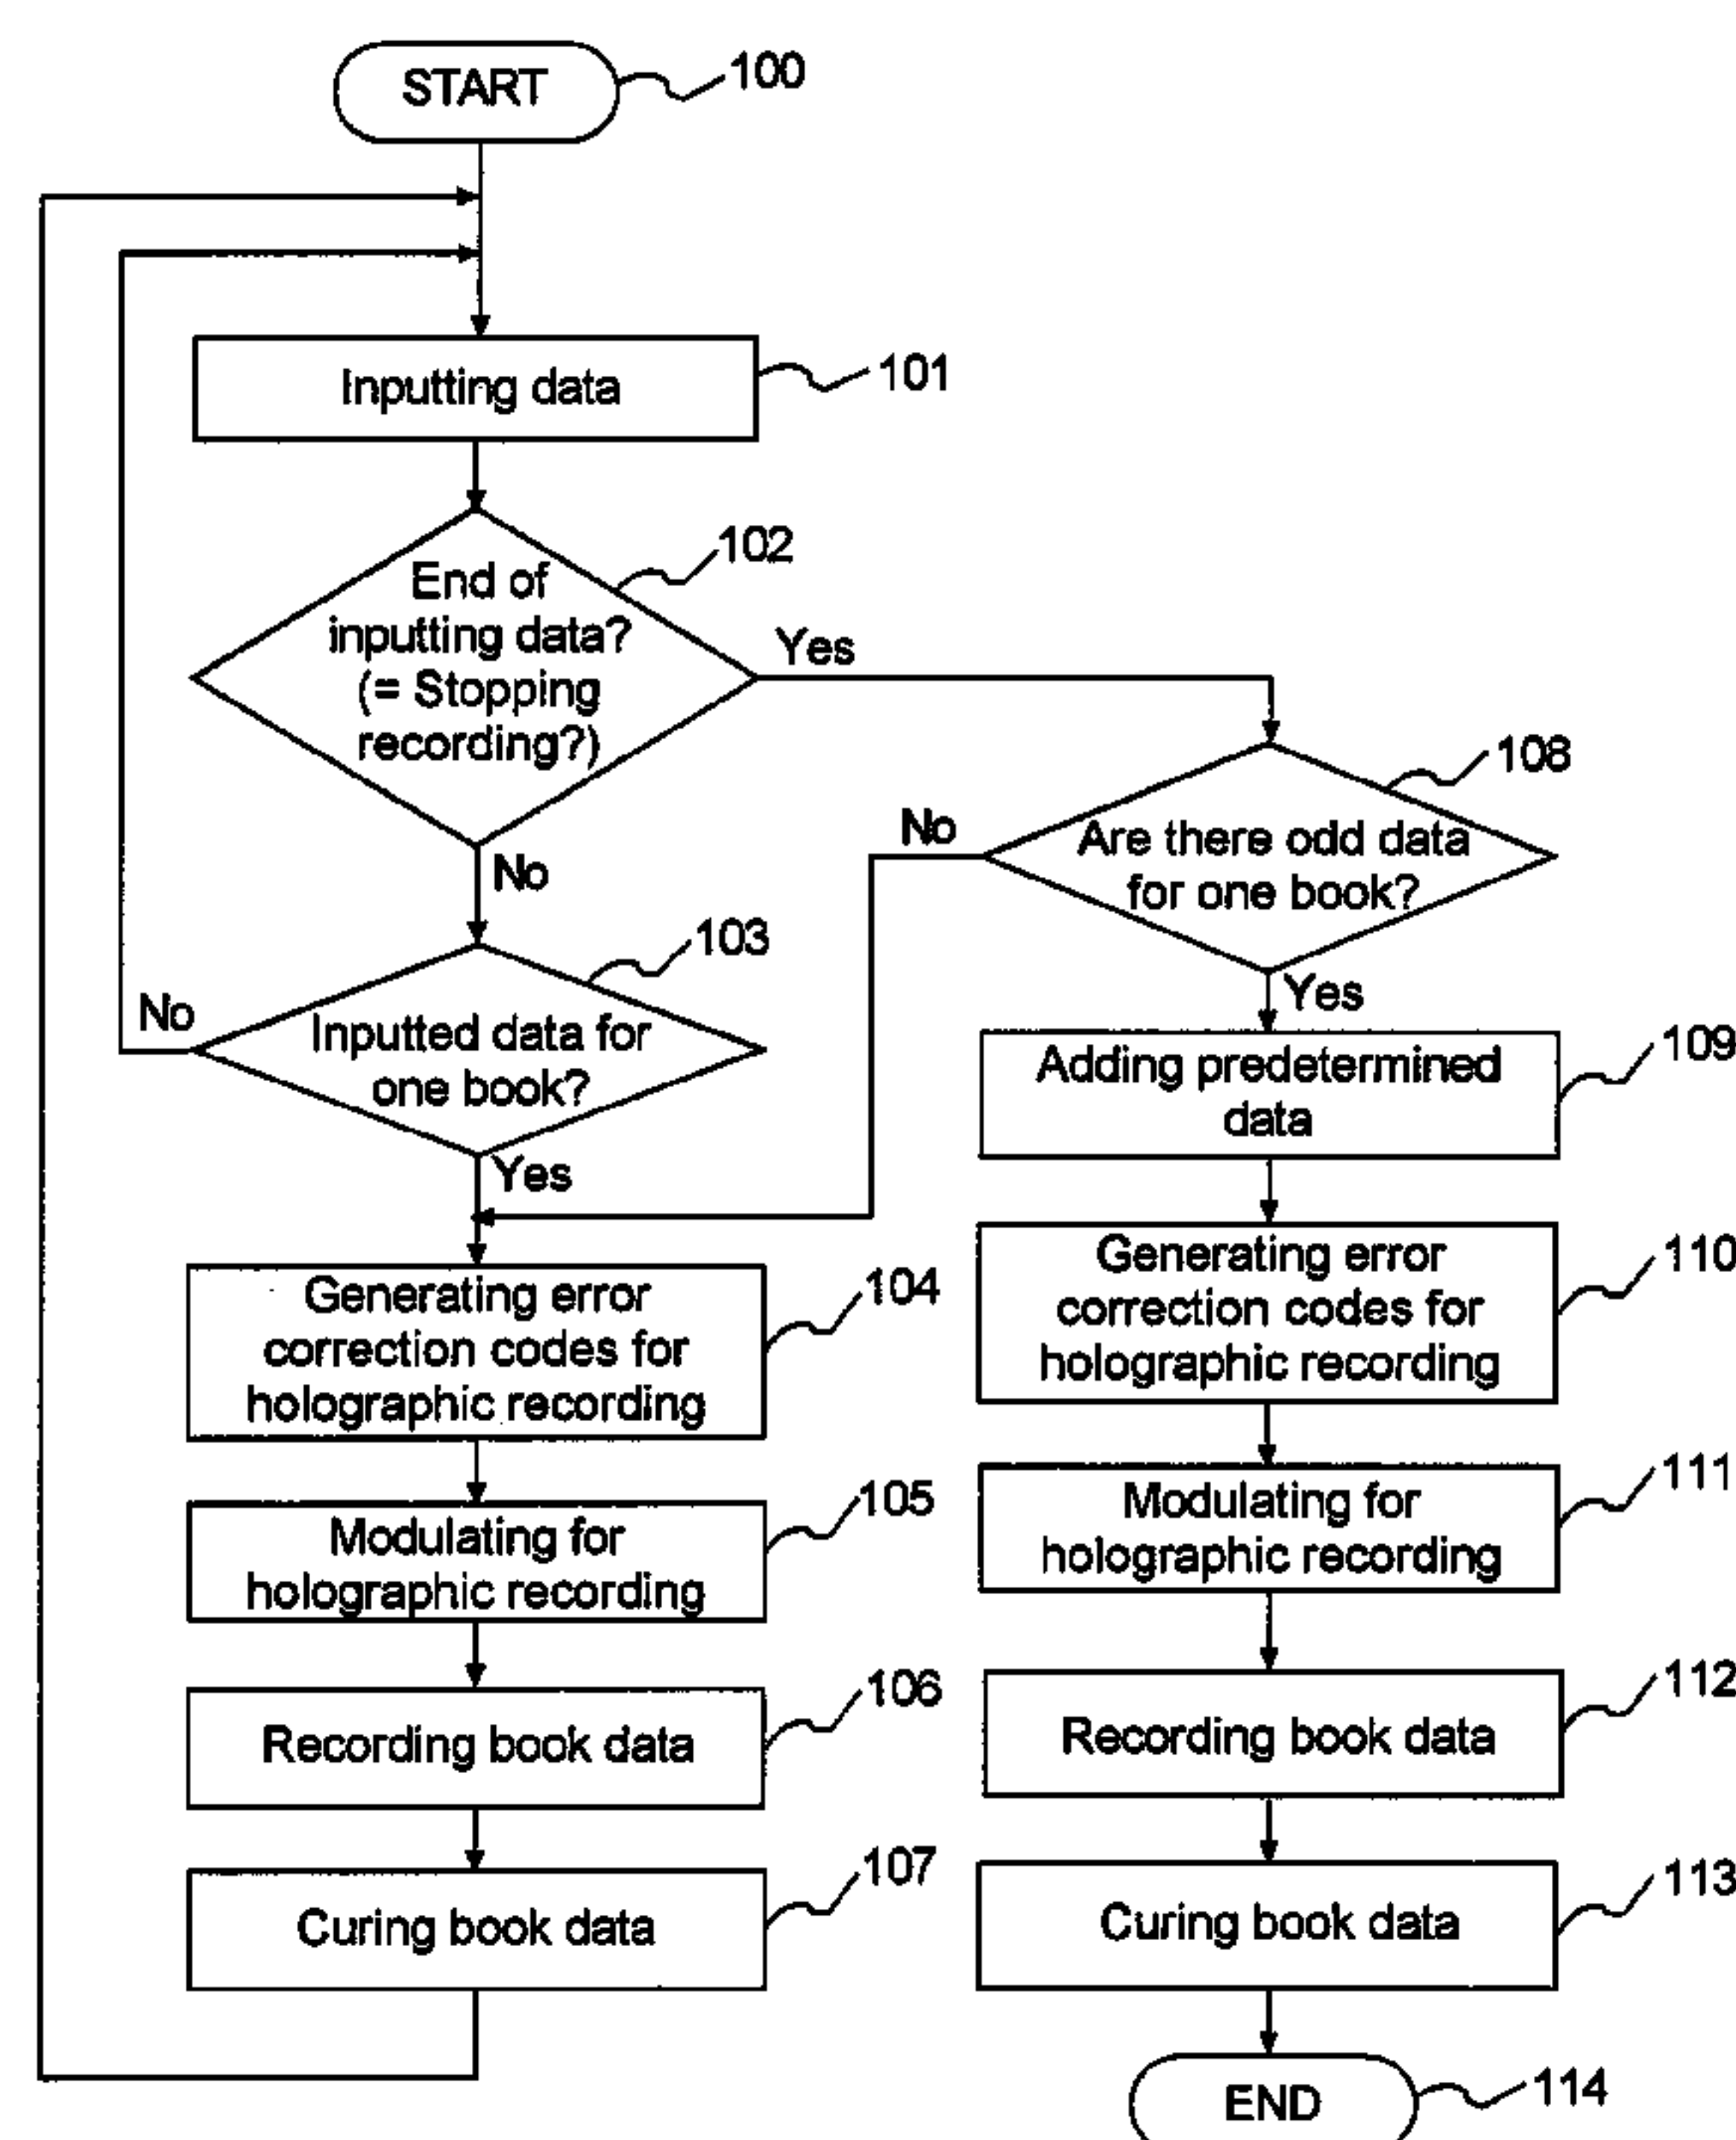 START
100
Inputting data
101
End of
inputting data?
(= Stopping
recording?)
102
Yes
No
Inputted data for
one book?
103
No
Yes
Generating error
correction codes for
holographic recording
104
Modulating for
holographic recording
105
Recording book data
106
Curing book data
107
Are there odd data
for one book?
108
No
Yes
Adding predetermined
data
109
Generating error
correction codes for
holographic recording
110
Modulating for
holographic recording
111
Recording book data
112
Curing book data
113
END
114